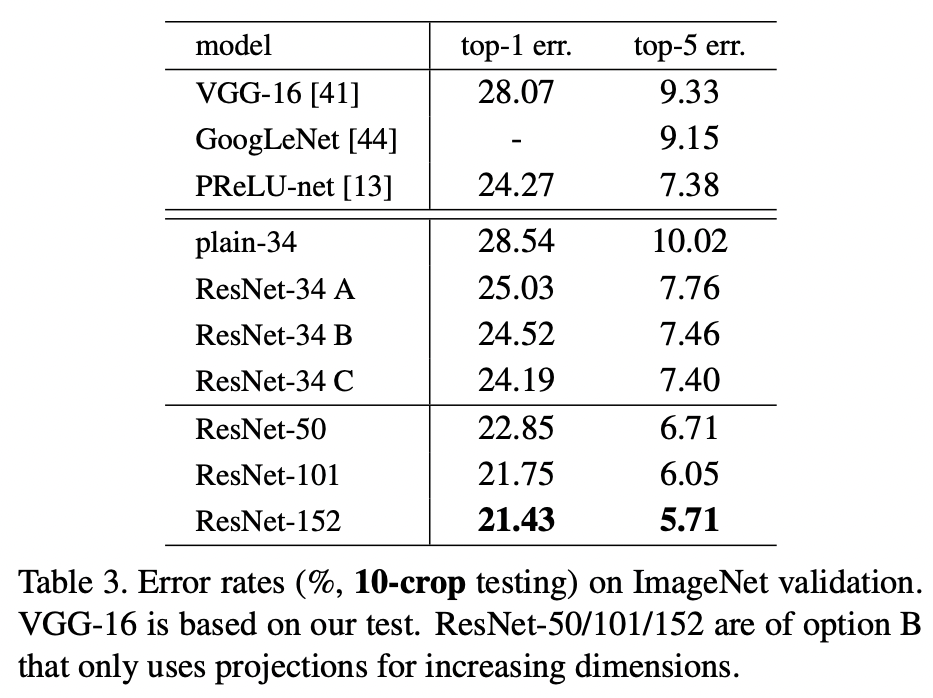 model top-1 err. top-5 err.
VGG-16 [41] 28.07 9.33
GoogLeNet [44] - 9.15
PReLU-net [13] 24.27 7.38
plain-34 28.54 10.02
ResNet-34 A 25.03 7.76
ResNet-34 B 24.52 7.46
ResNet-34 C 24.19 7.40
ResNet-50 22.85 6.71
ResNet-101 21.75 6.05
ResNet-152 21.43 5.71
Table 3. Error rates (%, 10-crop testing) on ImageNet validation.
VGG-16 is based on our test. ResNet-50/101/152 are of option B
that only uses projections for increasing dimensions.